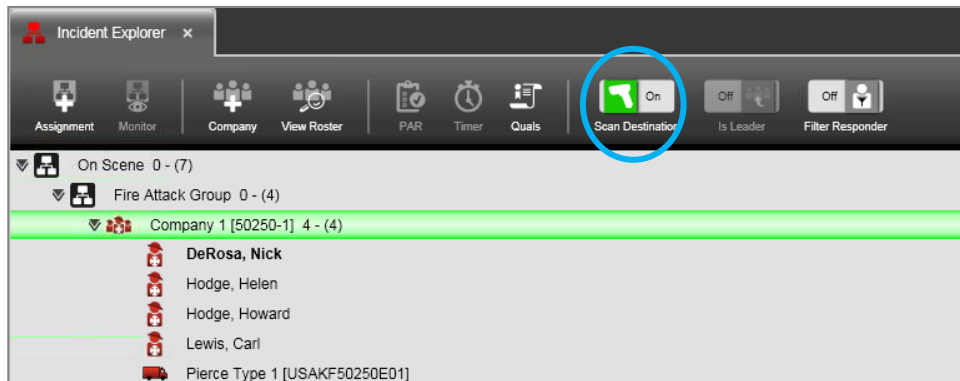 Incident Explorer ×
On Off Off
Assignment Monitor Company View Roster PAR Timer Quals Scan Destination Is Leader Filter Responder
On Scene 0 - (7)
Fire Attack Group 0 - (4)
Company 1 [50250-1] 4 - (4)
DeRosa, Nick
Hodge, Helen
Hodge, Howard
Lewis, Carl
Pierce Type 1 [USAKF50250E01]